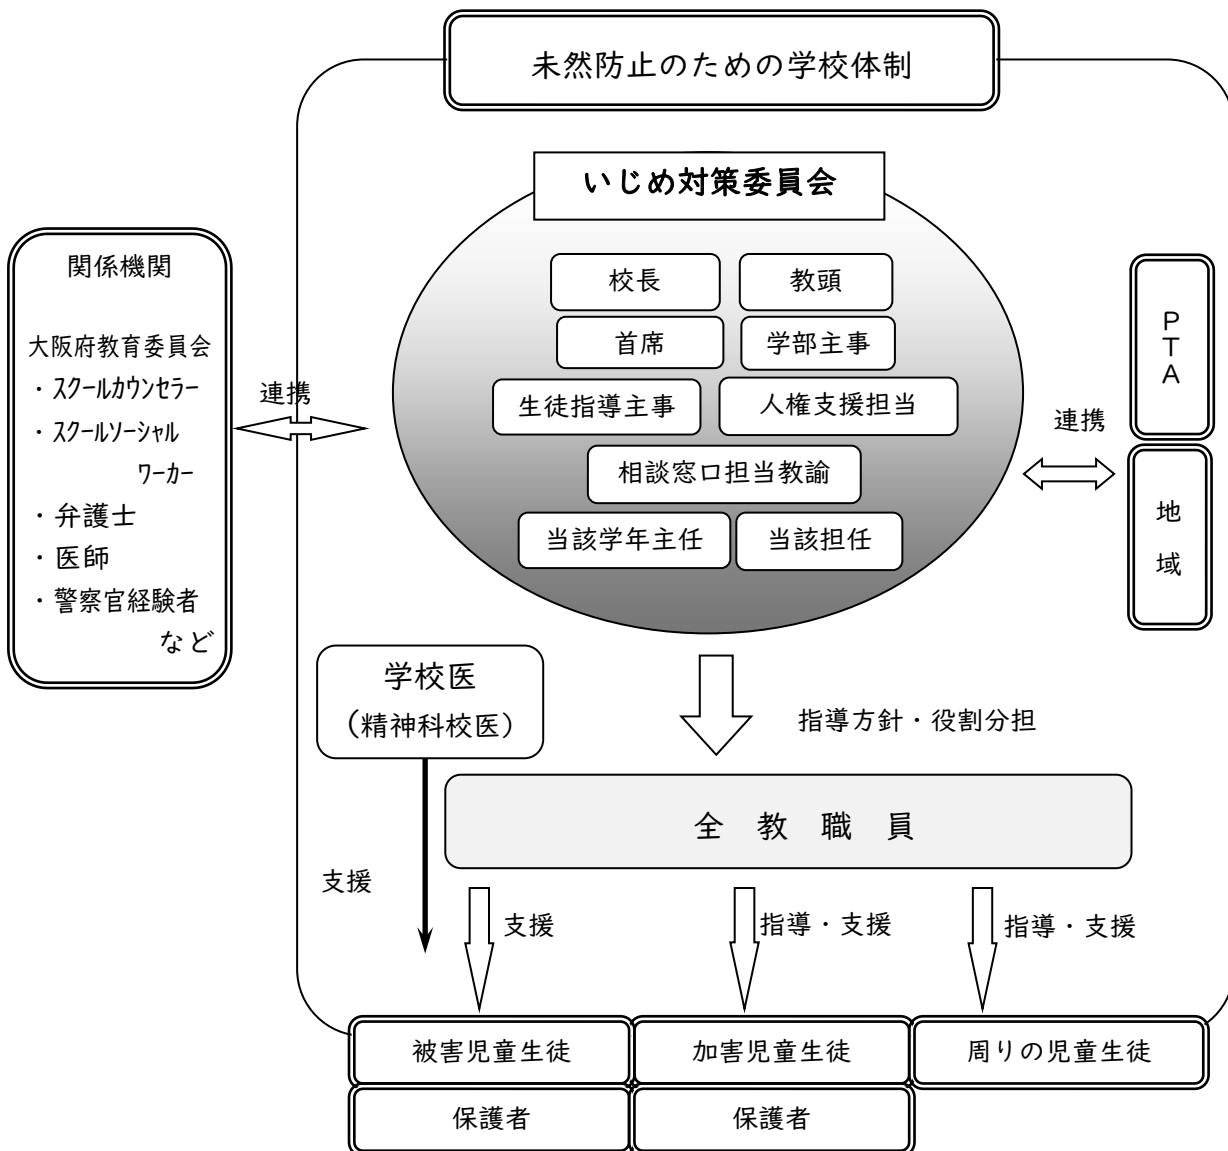 未然防止のための学校体制
いじめ対策委員会
校長
教頭
首席
学部主事
生徒指導主事
人権支援担当
相談窓口担当教諭
当該学年主任
当該担任
関係機関
大阪府教育委員会
・スクールカウンセラー
・スクールソーシャル
ワーカー
・弁護士
・医師
・警察官経験者
など
連携
連携
PTA
地域
学校医
(精神科校医)
指導方針・役割分担
全教職員
支援
支援
指導・支援
指導・支援
被害児童生徒
加害児童生徒
周りの児童生徒
保護者
保護者